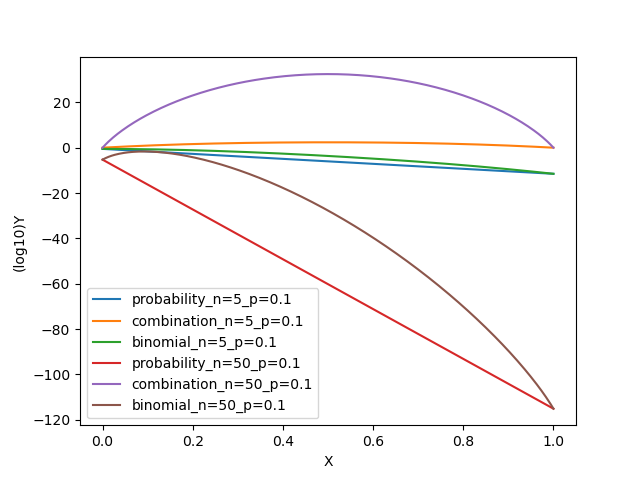 (log10)Y
20
0
−20
−40
−60
−80
−100
−120
probability_n=5_p=0.1
combination_n=5_p=0.1
binomial_n=5_p=0.1
probability_n=50_p=0.1
combination_n=50_p=0.1
binomial_n=50_p=0.1
0.0 0.2 0.4 0.6 0.8 1.0
X